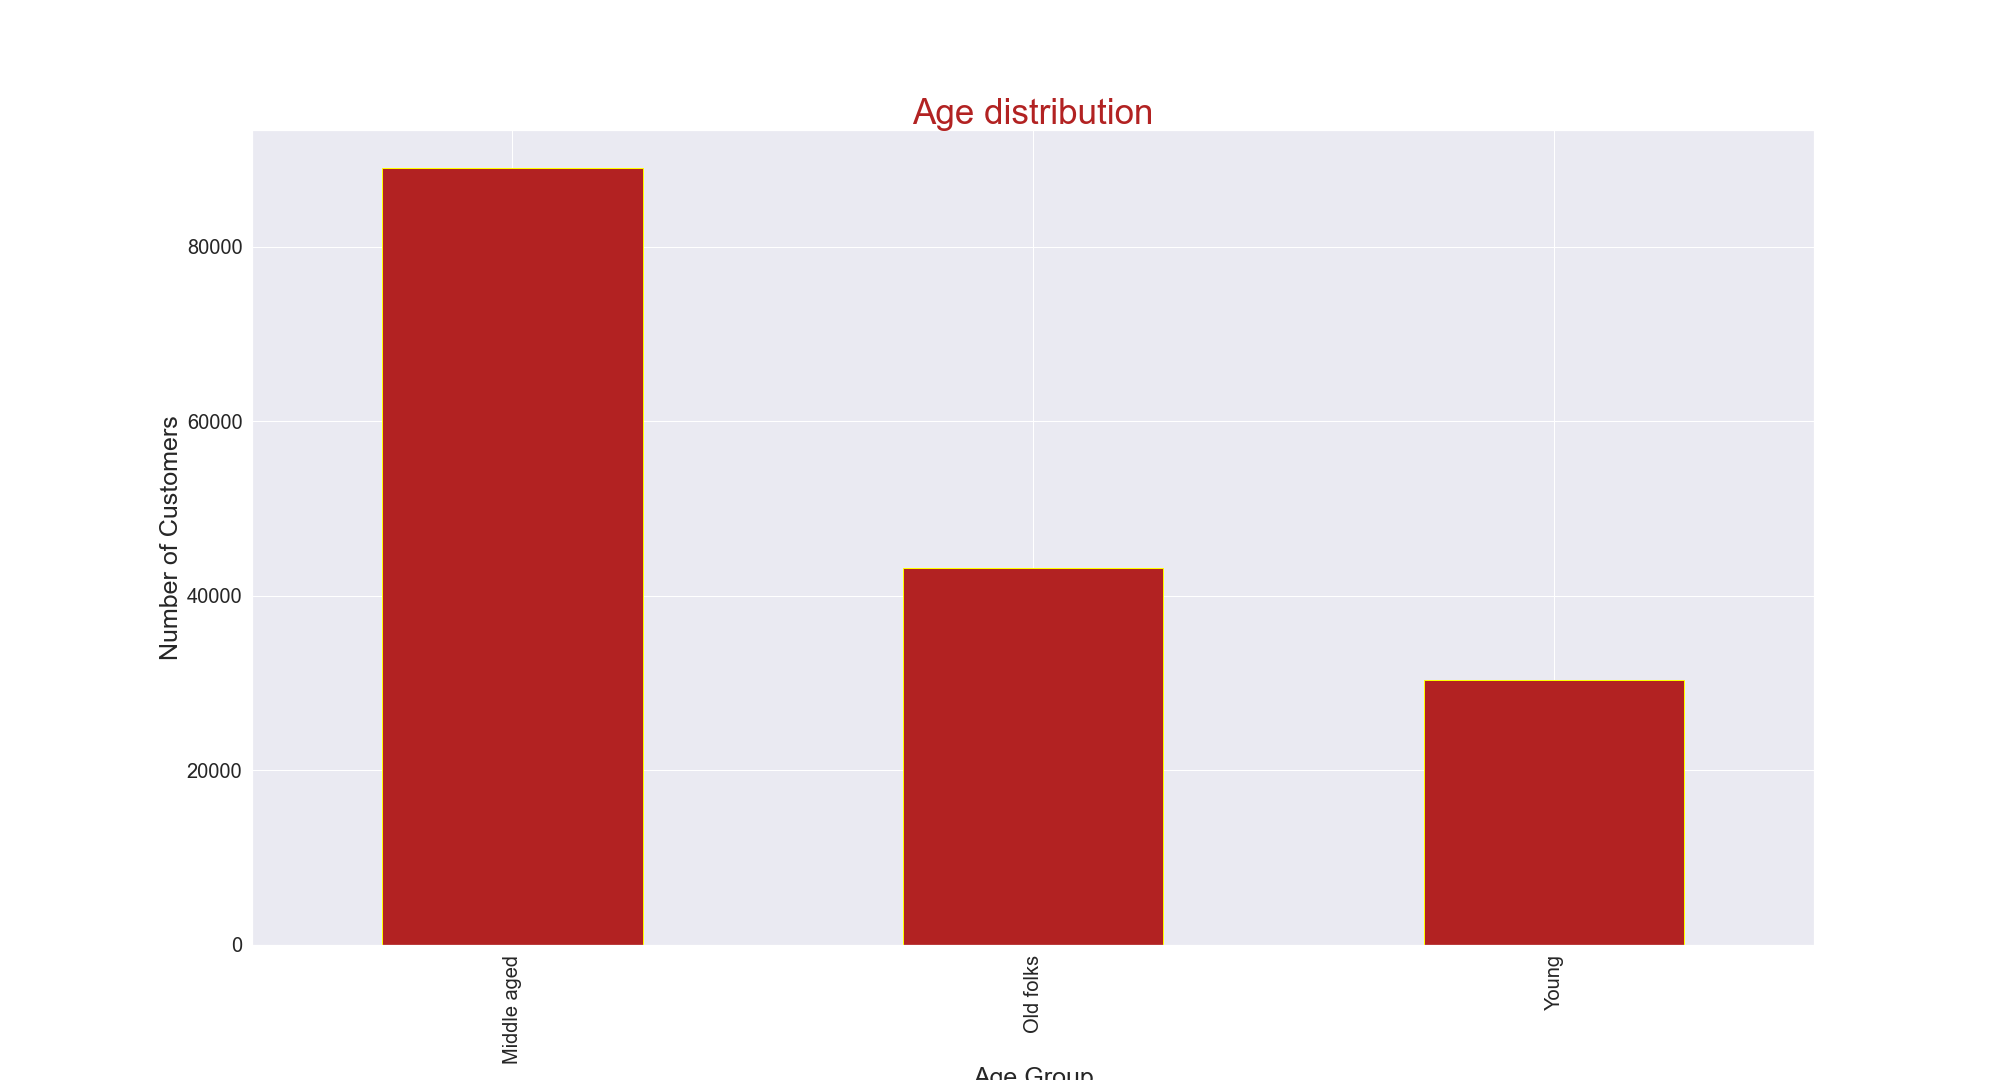 Age distribution
80000
60000
40000
20000
0
Number of Customers
Middle aged
Old folks
Young
Age Group